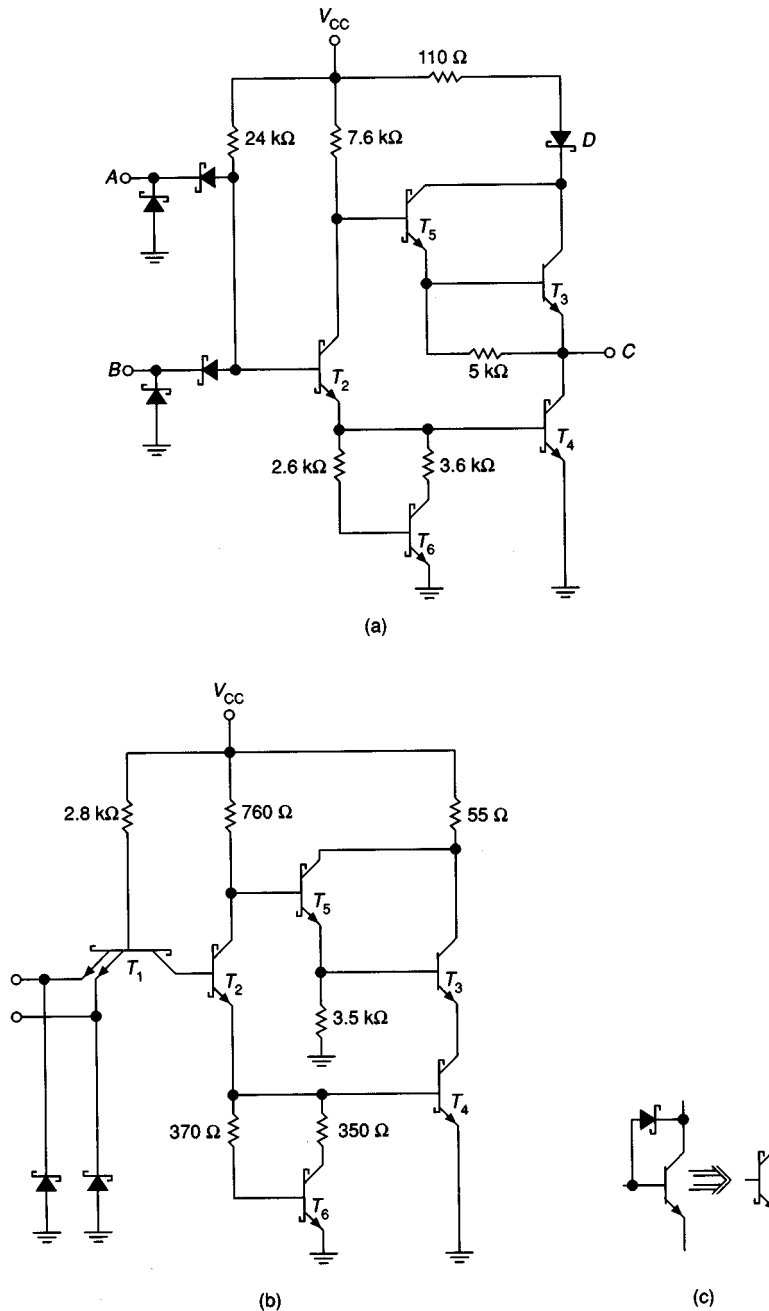 V_CC
110 Ω
24 kΩ
7.6 kΩ
D
A
T_5
T_3
B
T_2
5 kΩ
C
T_4
2.6 kΩ
3.6 kΩ
T_6
(a)
V_CC
2.8 kΩ
760 Ω
55 Ω
T_5
T_1
T_2
T_3
3.5 kΩ
T_4
370 Ω
350 Ω
T_6
(b)
(c)